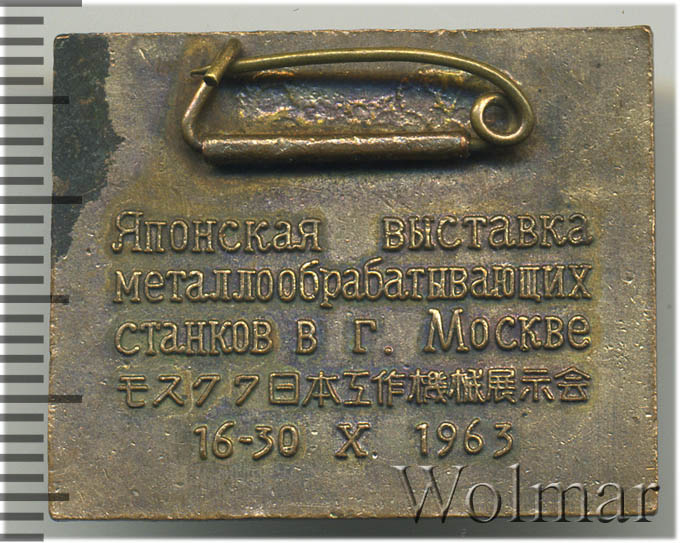 Японская выставка
металлообрабатывающих
станков в г. Москве
モスクワ日本工作機械展示会
16-30 X. 1963
Wolmar